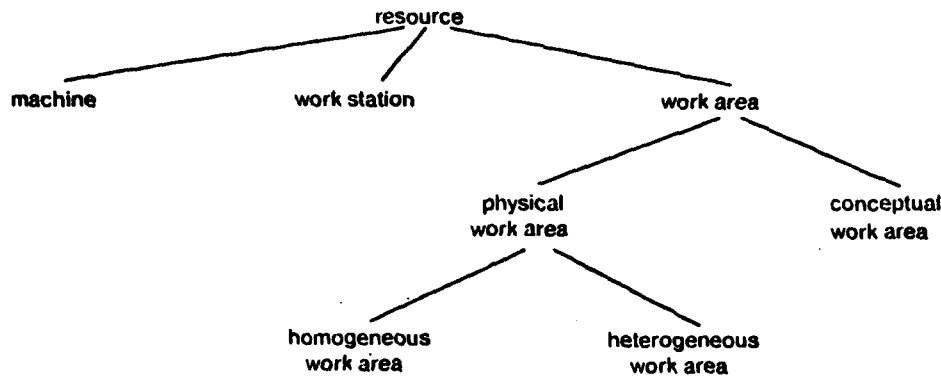 resource
machine
work station
work area
physical
work area
conceptual
work area
homogeneous
work area
heterogeneous
work area